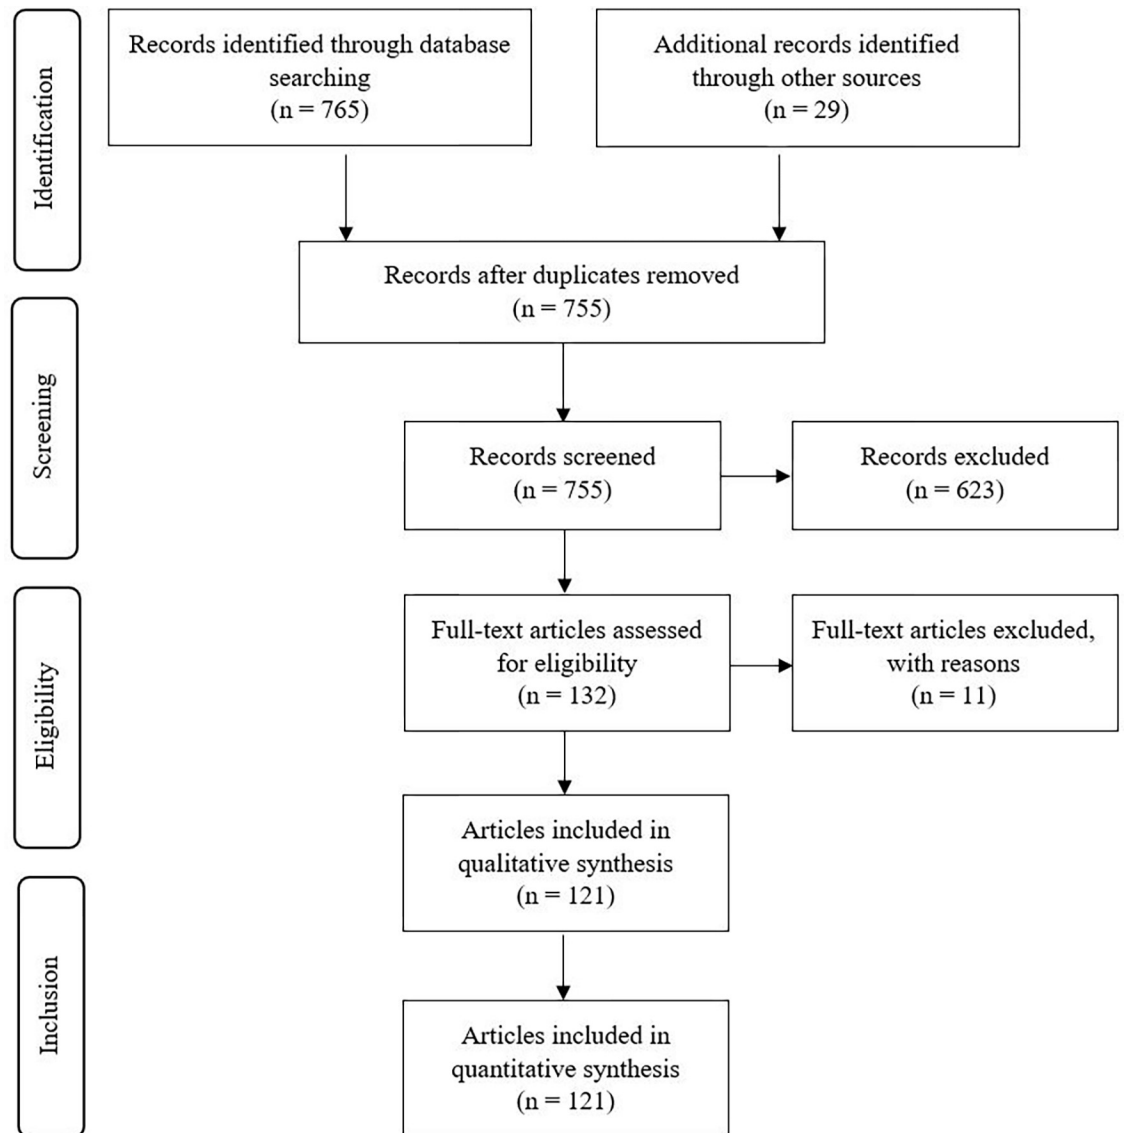 Identification
Records identified through database
searching
(n = 765)
Additional records identified
through other sources
(n = 29)
Records after duplicates removed
(n = 755)
Screening
Records screened
(n = 755)
Records excluded
(n = 623)
Eligibility
Full-text articles assessed
for eligibility
(n = 132)
Full-text articles excluded,
with reasons
(n = 11)
Articles included in
qualitative synthesis
(n = 121)
Inclusion
Articles included in
quantitative synthesis
(n = 121)